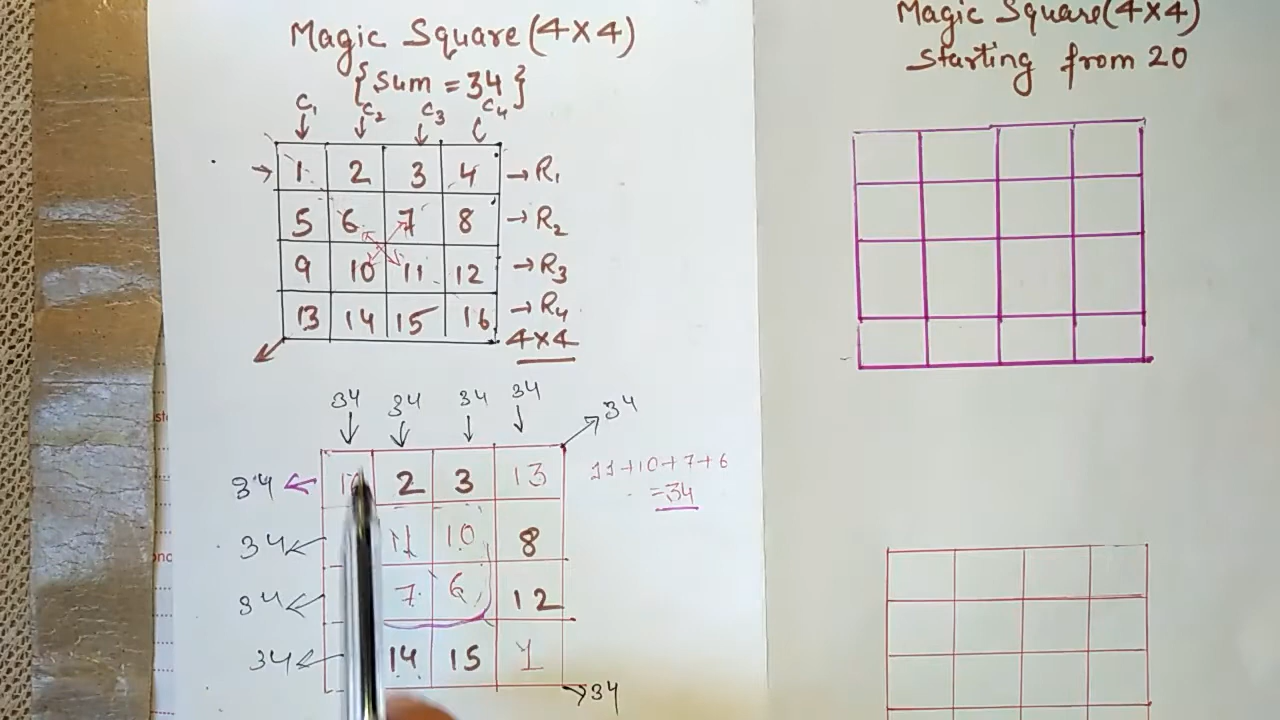 Magic Square (4×4)
{Sum = 34}
C1 C2 C3 C4
1 2 3 4 → R1
5 6 7 8 → R2
9 10 11 12 → R3
13 14 15 16 → R4
4×4
34 34 34 34 34
34 2 3 13
34 11 10 8
34 7 6 12
34 14 15 1
34
11+10+7+6
=34
Magic Square (4×4)
Starting from 20